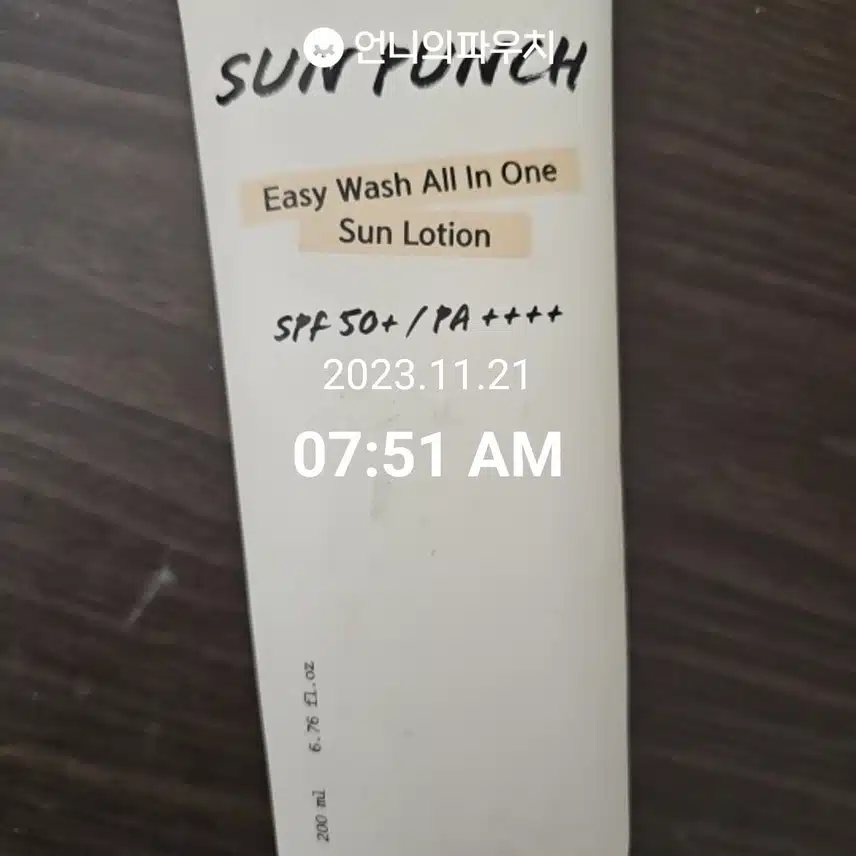 언니의파우치
SUN PUNCH
Easy Wash All In One
Sun Lotion
SPF 50+ / PA ++++
2023.11.21
07:51 AM
200 ml 6.76 fl.oz